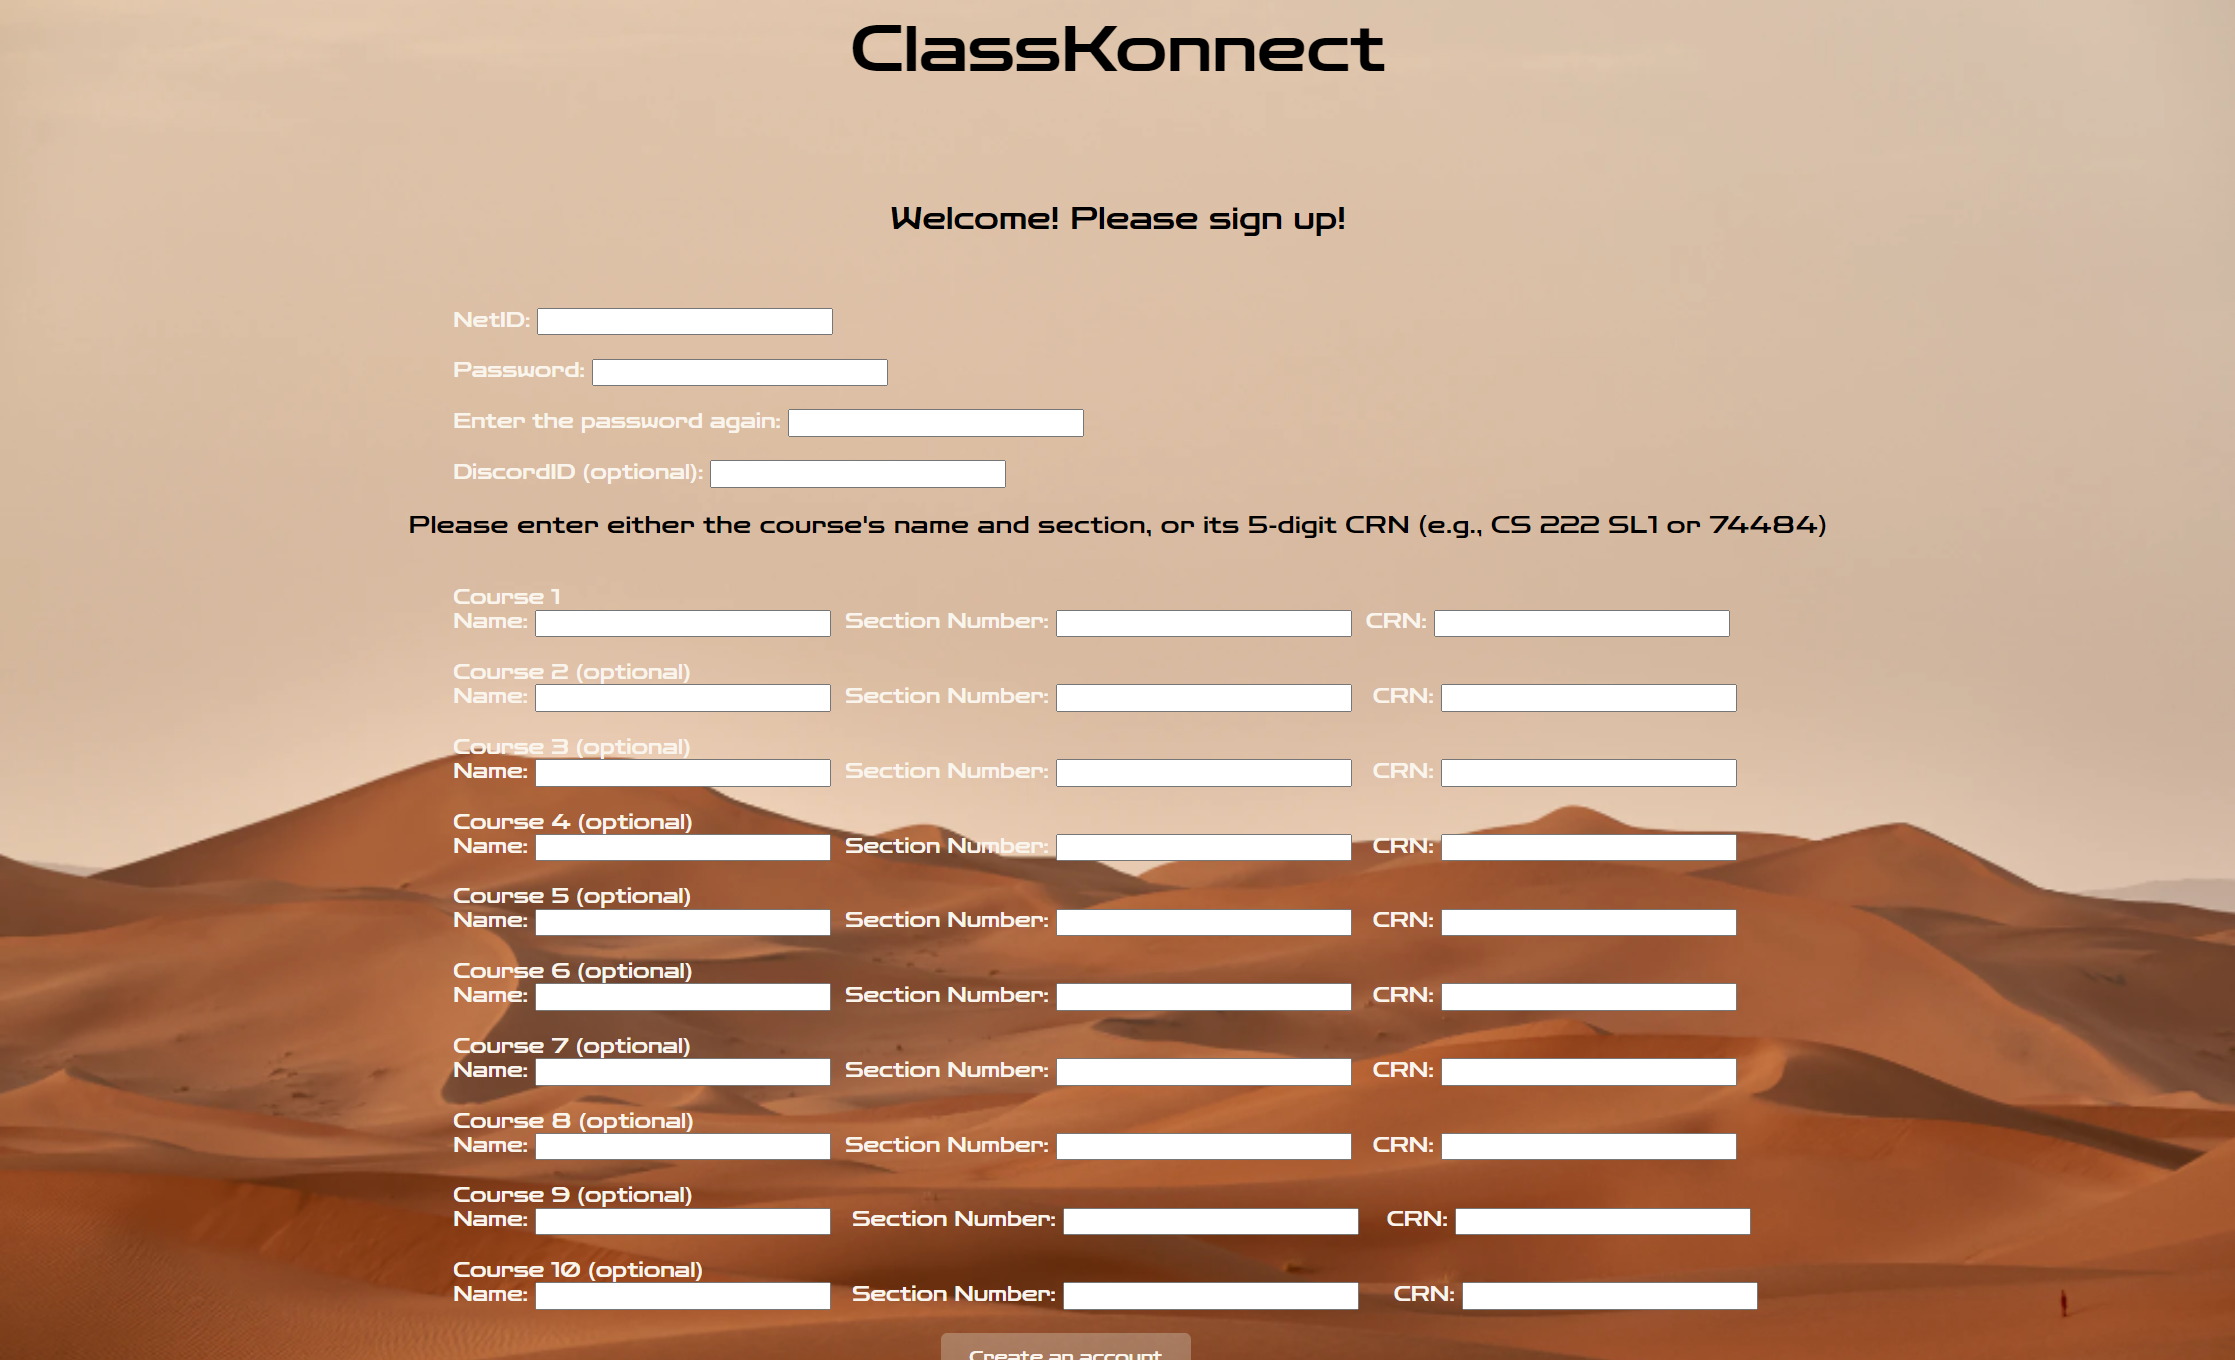 ClassKonnect
Welcome! Please sign up!
NetID:
Password:
Enter the password again:
DiscordID (optional):
Please enter either the course's name and section, or its 5-digit CRN (e.g., CS 222 SL1 or 74484)
Course 1
Name: Section Number: CRN:
Course 2 (optional)
Name: Section Number: CRN:
Course 3 (optional)
Name: Section Number: CRN:
Course 4 (optional)
Name: Section Number: CRN:
Course 5 (optional)
Name: Section Number: CRN:
Course 6 (optional)
Name: Section Number: CRN:
Course 7 (optional)
Name: Section Number: CRN:
Course 8 (optional)
Name: Section Number: CRN:
Course 9 (optional)
Name: Section Number: CRN:
Course 10 (optional)
Name: Section Number: CRN:
Create an account